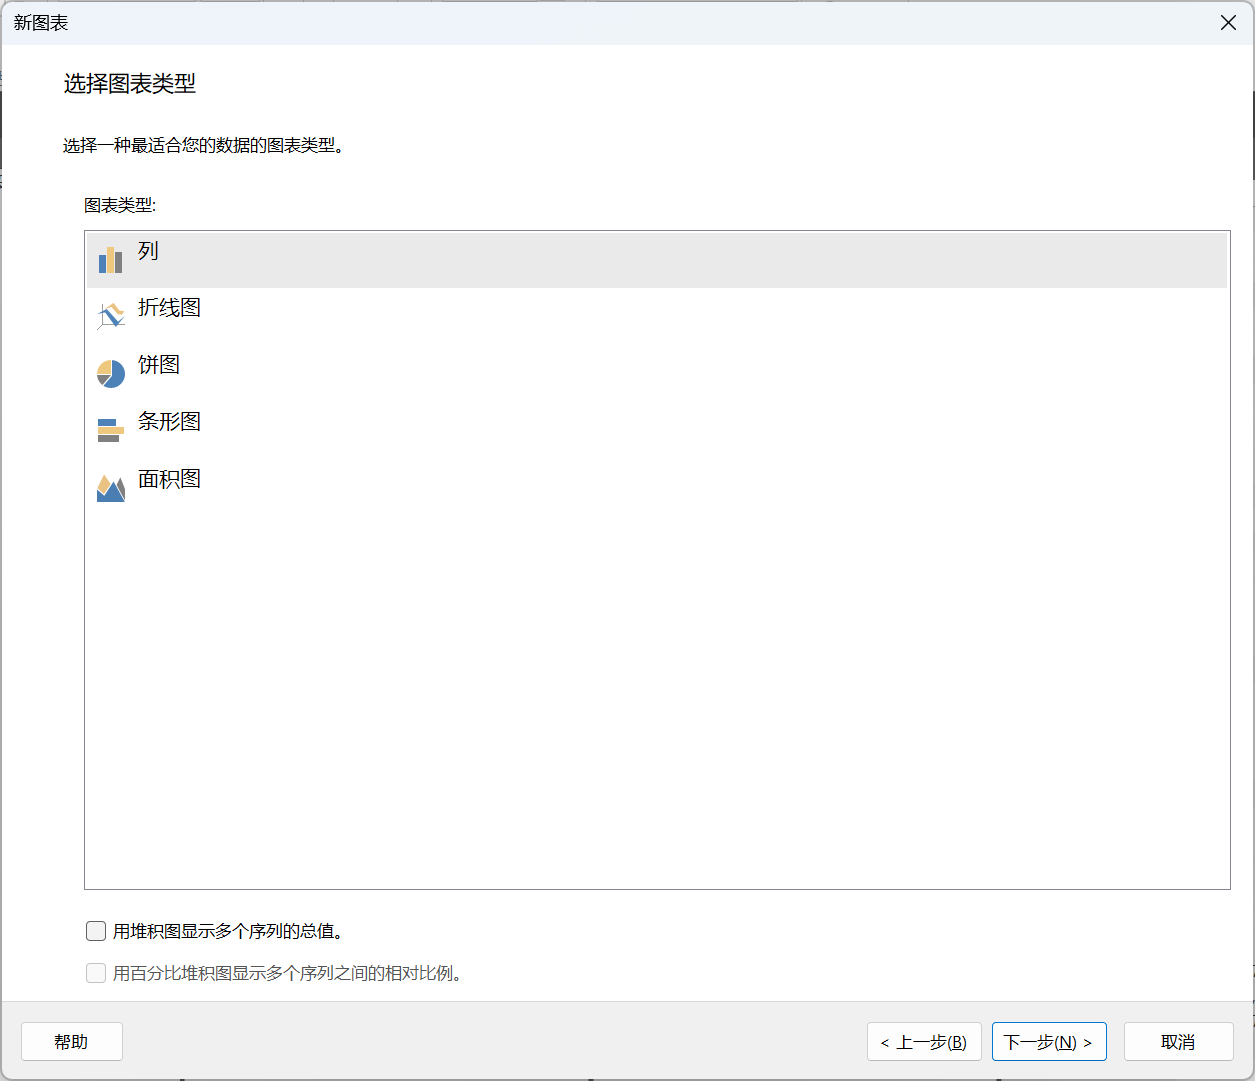 新图表
选择图表类型
选择一种最适合您的数据的图表类型。
图表类型:
列
折线图
饼图
条形图
面积图
用堆积图显示多个序列的总值。
用百分比堆积图显示多个序列之间的相对比例。
帮助
< 上一步(B)
下一步(N) >
取消